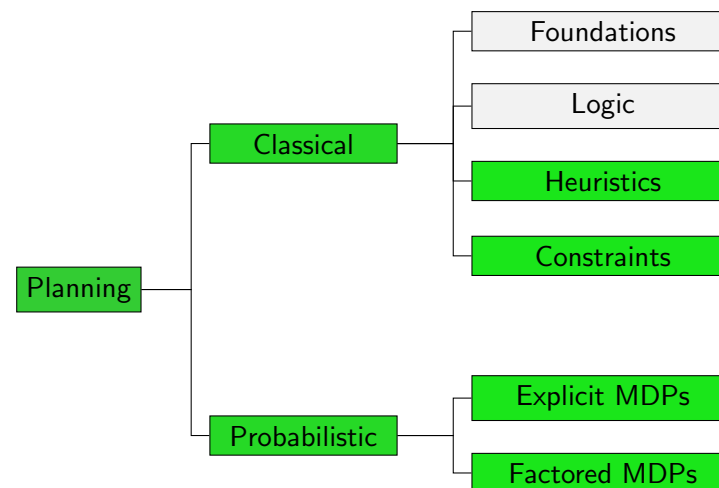 Foundations
Logic
Classical
Heuristics
Constraints
Planning
Explicit MDPs
Probabilistic
Factored MDPs